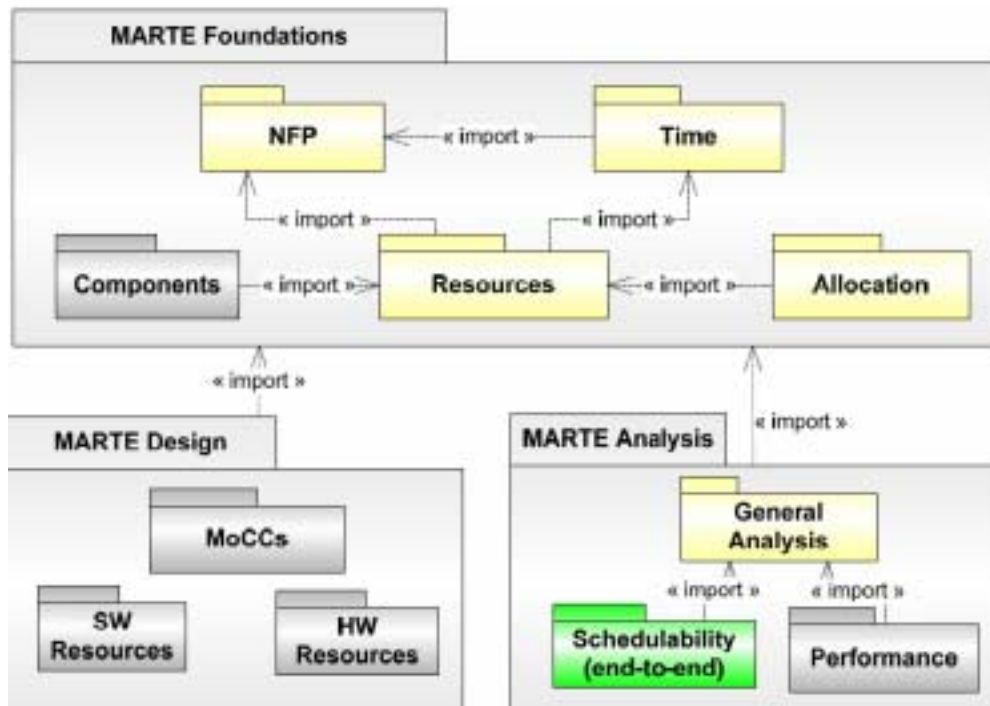 MARTE Foundations
NFP
« import »
Time
« import »
« import »
Components
« import »
Resources
« import »
Allocation
« import »
« import »
MARTE Design
MoCCs
SW
Resources
HW
Resources
MARTE Analysis
General
Analysis
« import »
« import »
Schedulability
(end-to-end)
Performance